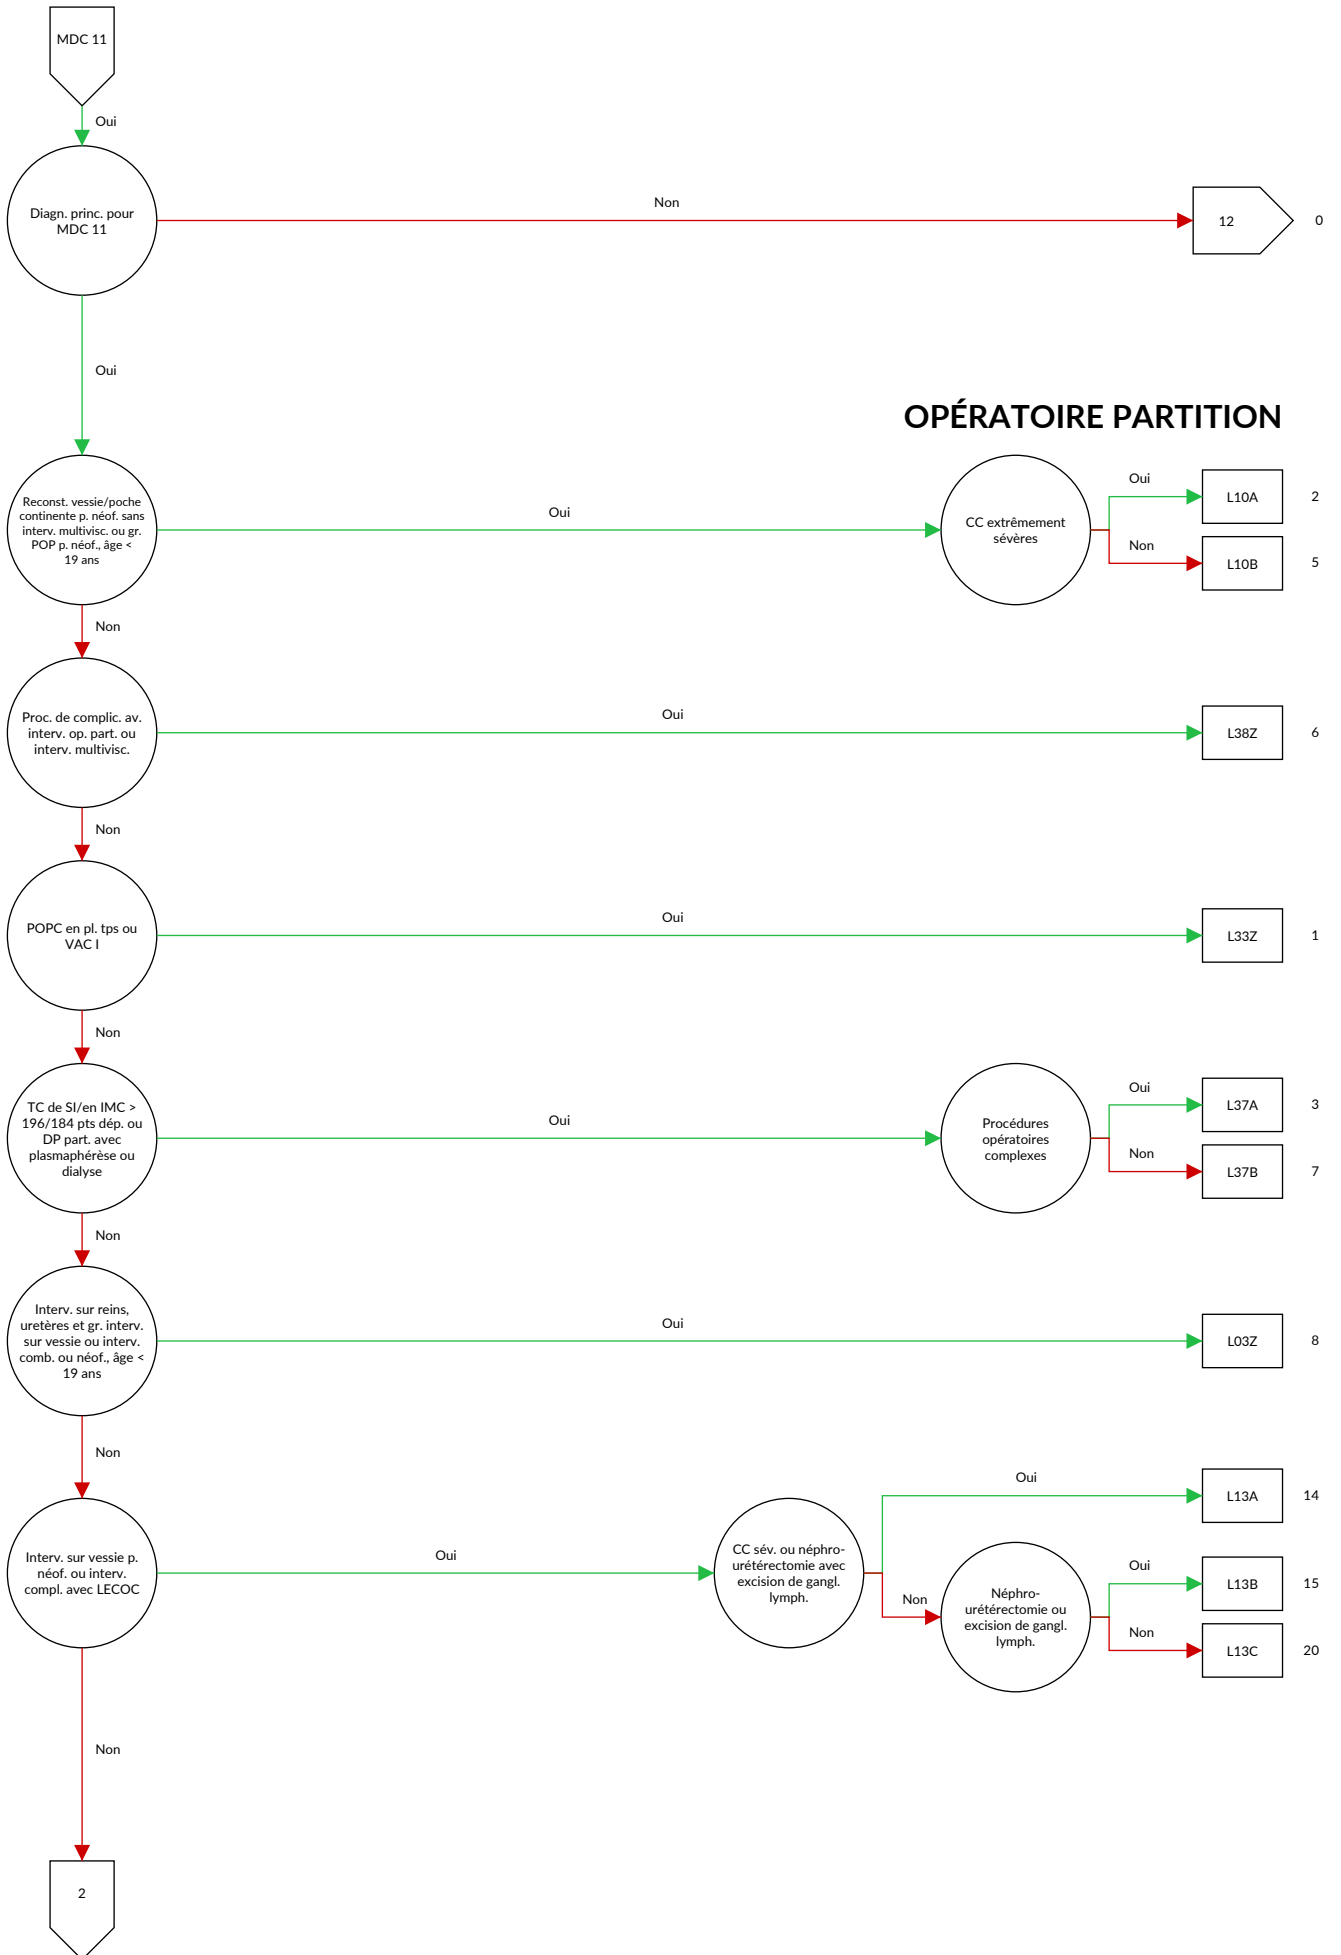 MDC 11
Oui
Diagn. princ. pour
MDC 11
Non
12
0
Oui
OPÉRATOIRE PARTITION
Reconst. vessie/poche
continente p. néof. sans
interv. multivisc. ou gr.
POP p. néof., âge <
19 ans
Oui
CC extrêmement
sévères
Oui
L10A
2
Non
L10B
5
Non
Proc. de complic. av.
interv. op. part. ou
interv. multivisc.
Oui
L38Z
6
Non
POPC en pl. tps ou
VAC I
Oui
L33Z
1
Non
TC de SI/en IMC >
196/184 pts dép. ou
DP part. avec
plasmaphérèse ou
dialyse
Oui
Procédures
opératoires
complexes
Oui
L37A
3
Non
L37B
7
Non
Interv. sur reins,
uretères et gr. interv.
sur vessie ou interv.
comb. ou néof., âge <
19 ans
Oui
L03Z
8
Non
Interv. sur vessie p.
néof. ou interv.
compl. avec LECOC
Oui
CC sév. ou néphro-
urétérectomie avec
excision de gangl.
lymph.
Oui
L13A
14
Non
Néphro-
urétérectomie ou
excision de gangl.
lymph.
Oui
L13B
15
Non
L13C
20
Non
2